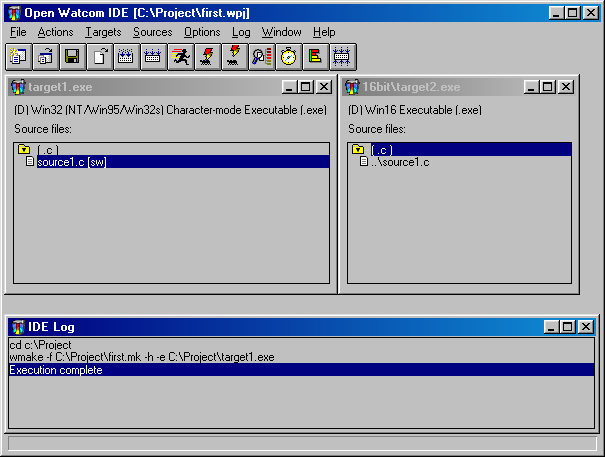 Open Watcom IDE [C:\Project\first.wpj]
File Actions Targets Sources Options Log Window Help
target1.exe
(D) Win32 (NT/Win95/Win32s) Character-mode Executable (.exe)
Source files:
( .c )
source1.c [sw]
16bit\target2.exe
(D) Win16 Executable (.exe)
Source files:
( .c )
..\source1.c
IDE Log
cd c:\Project
wmake -f C:\Project\first.mk -h -e C:\Project\target1.exe
Execution complete